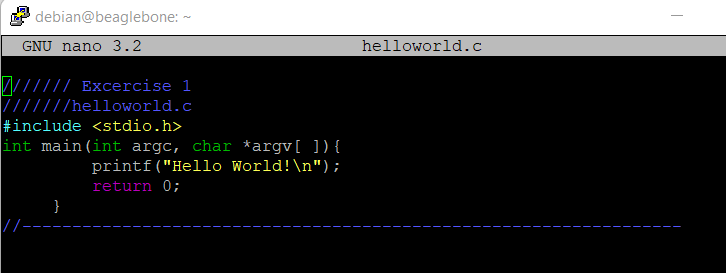 debian@beaglebone: ~
GNU nano 3.2 helloworld.c
/////// Excercise 1
///////helloworld.c
#include <stdio.h>
int main(int argc, char *argv[ ]){
printf("Hello World!\n");
return 0;
}
//------------------------------------------------------------------